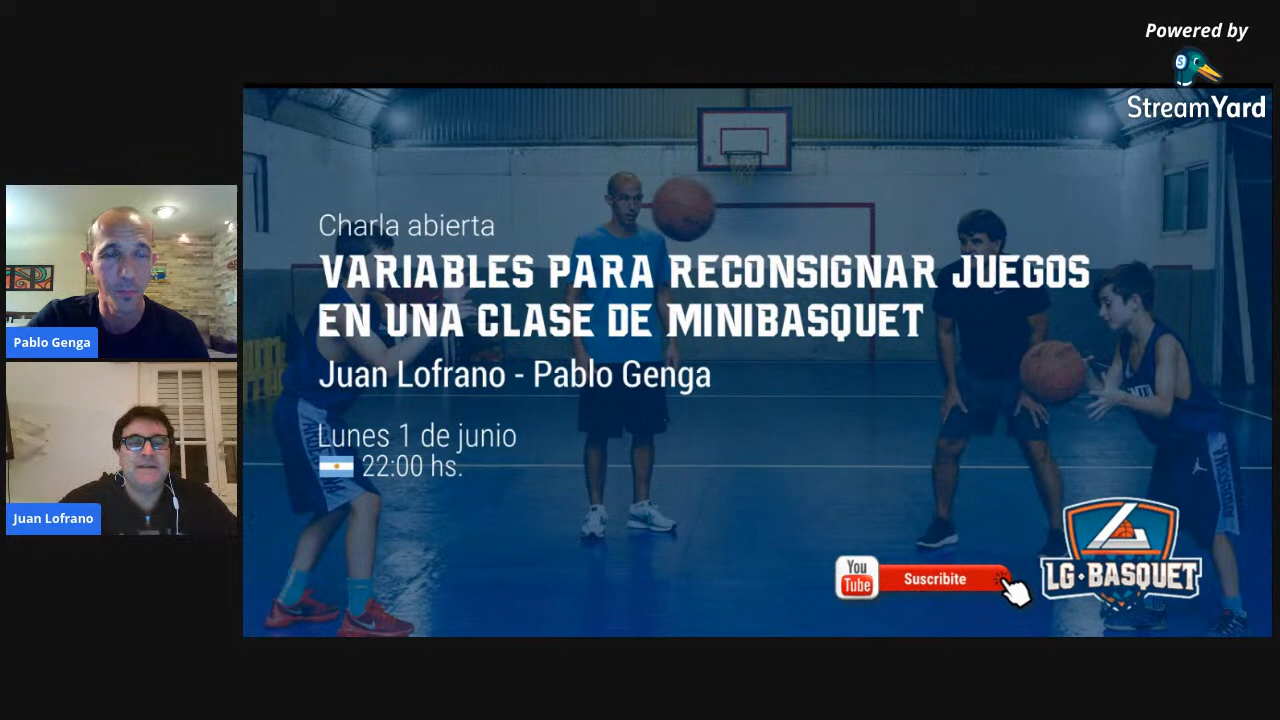 Powered by
StreamYard
Charla abierta
VARIABLES PARA RECONSIGNAR JUEGOS
EN UNA CLASE DE MINIBASQUET
Juan Lofrano - Pablo Genga
Lunes 1 de junio
22:00 hs.
Pablo Genga
Juan Lofrano
You
Tube
Suscribite
LG·BASQUET